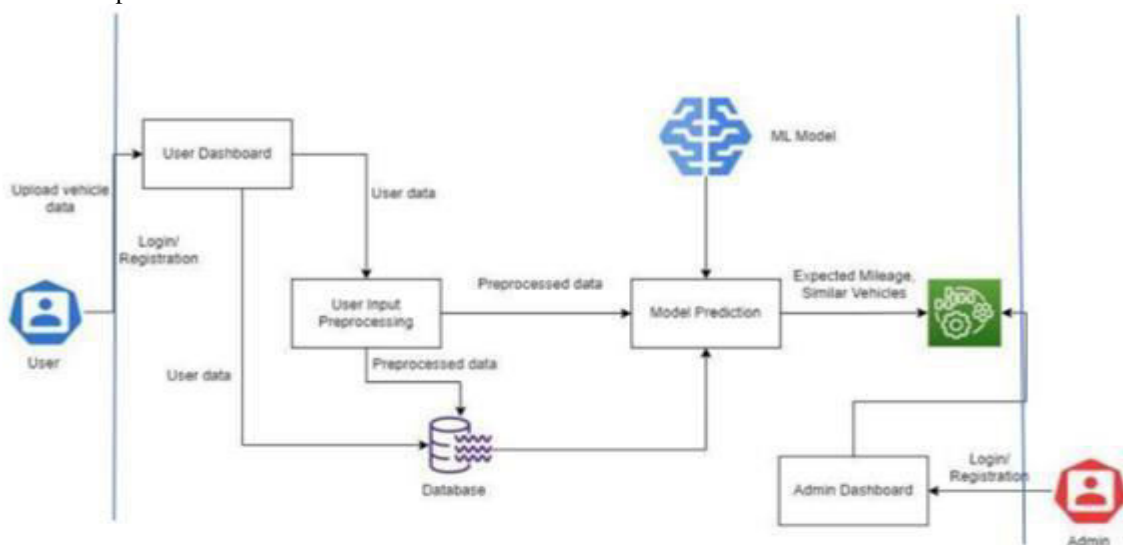 User Dashboard
ML Model
Upload vehicle
data
User data
Login/
Registration
Preprocessed data
Expected Mileage,
Similar Vehicles
User Input
Preprocessing
Model Prediction
User
User data
Preprocessed data
Database
Admin Dashboard
Login/
Registration
Admin